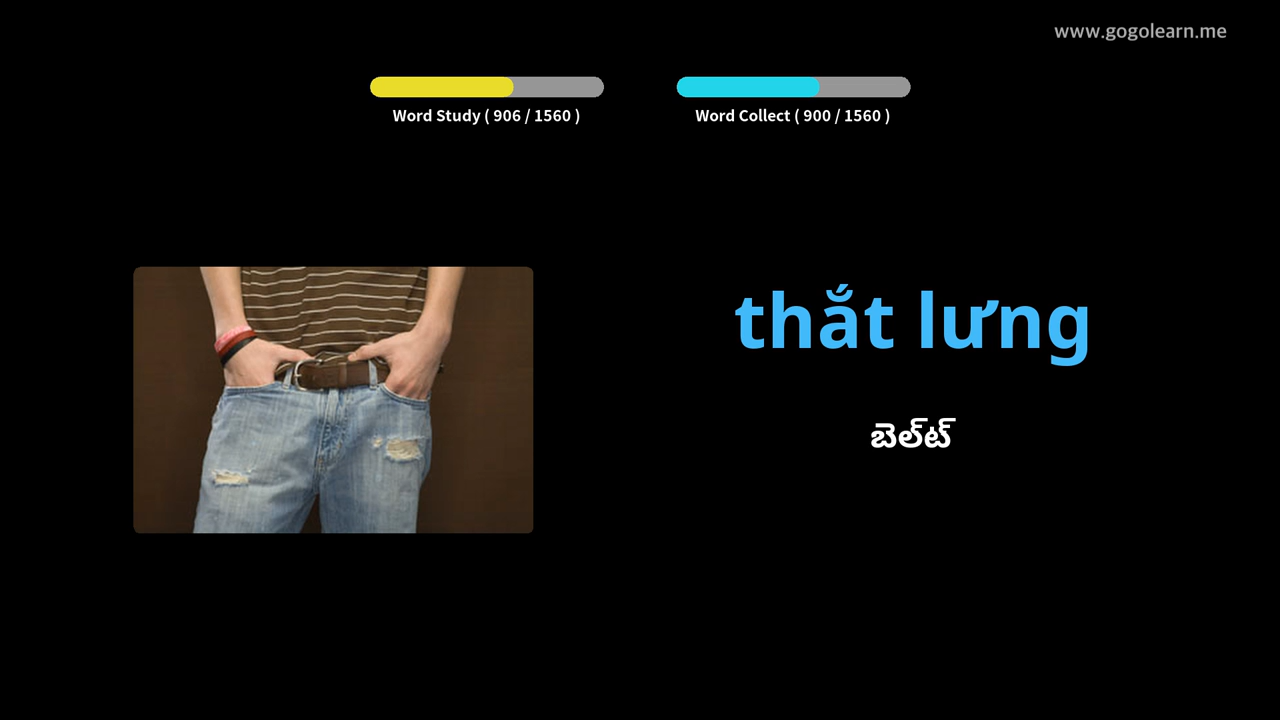 www.gogolearn.me
Word Study ( 906 / 1560 )
Word Collect ( 900 / 1560 )
thắt lưng
బెల్ట్